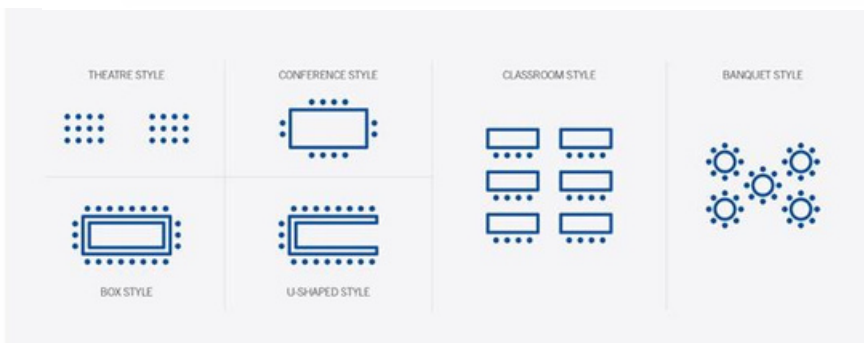 THEATRE STYLE
CONFERENCE STYLE
CLASSROOM STYLE
BANQUET STYLE
BOX STYLE
U-SHAPED STYLE